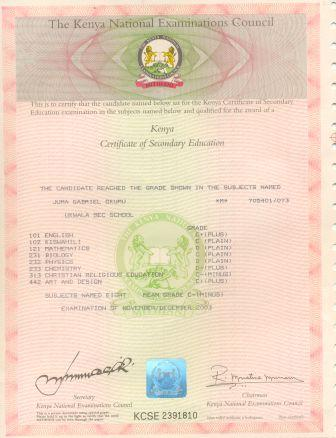 The Kenya National Examinations Council
This is to certify that the candidate named below sat for the Kenya Certificate of Secondary
Education examination in the subjects named and qualified for the award of a
Kenya
Certificate of Secondary Education
THE CANDIDATE REACHED THE GRADE SHOWN IN THE SUBJECTS NAMED
JUMA GABRIEL OKUMU *M# 705401/073
UKWALA SEC SCHOOL
GRADE
101 ENGLISH (PLUS)
102 KISWAHILI (PLAIN)
121 MATHEMATICS (PLAIN)
231 BIOLOGY (PLAIN)
232 PHYSICS (PLAIN)
233 CHEMISTRY (PLUS)
313 CHRISTIAN RELIGIOUS EDUCATION (MINUS)
442 ART AND DESIGN (PLUS)
SUBJECTS NAMED EIGHT MEAN GRADE C-(MINUS)
EXAMINATION OF NOVEMBER/DECEMBER 2003
Secretary
Kenya National Examinations Council
Chairman
Kenya National Examinations Council
KCSE 2391810